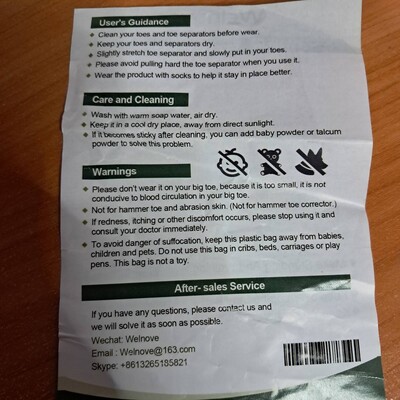 User's Guidance
Clean your toes and toe separators before wear.
Keep your toes and separators dry.
Slightly stretch toe separator and slowly put in your toes.
Please avoid pulling hard the toe separator when you use it.
Wear the product with socks to help it stay in place better.
Care and Cleaning
Wash with warm soap water, air dry.
Keep it in a cool dry place, away from direct sunlight.
If it becomes sticky after cleaning, you can add baby powder or talcum
powder to solve this problem.
Warnings
Please don't wear it on your big toe, because it is too small, it is not
conducive to blood circulation in your big toe.
Not for hammer toe and abrasion skin. (Not for hammer toe corrector.)
If redness, itching or other discomfort occurs, please stop using it and
consult your doctor immediately.
To avoid danger of suffocation, keep this plastic bag away from babies,
children and pets. Do not use this bag in cribs, beds, carriages or play
pens. This bag is not a toy.
After- sales Service
If you have any questions, please contact us and
we will solve it as soon as possible.
Wechat: Welnove
Email : Welnove@163.com
Skype: +8613265185821